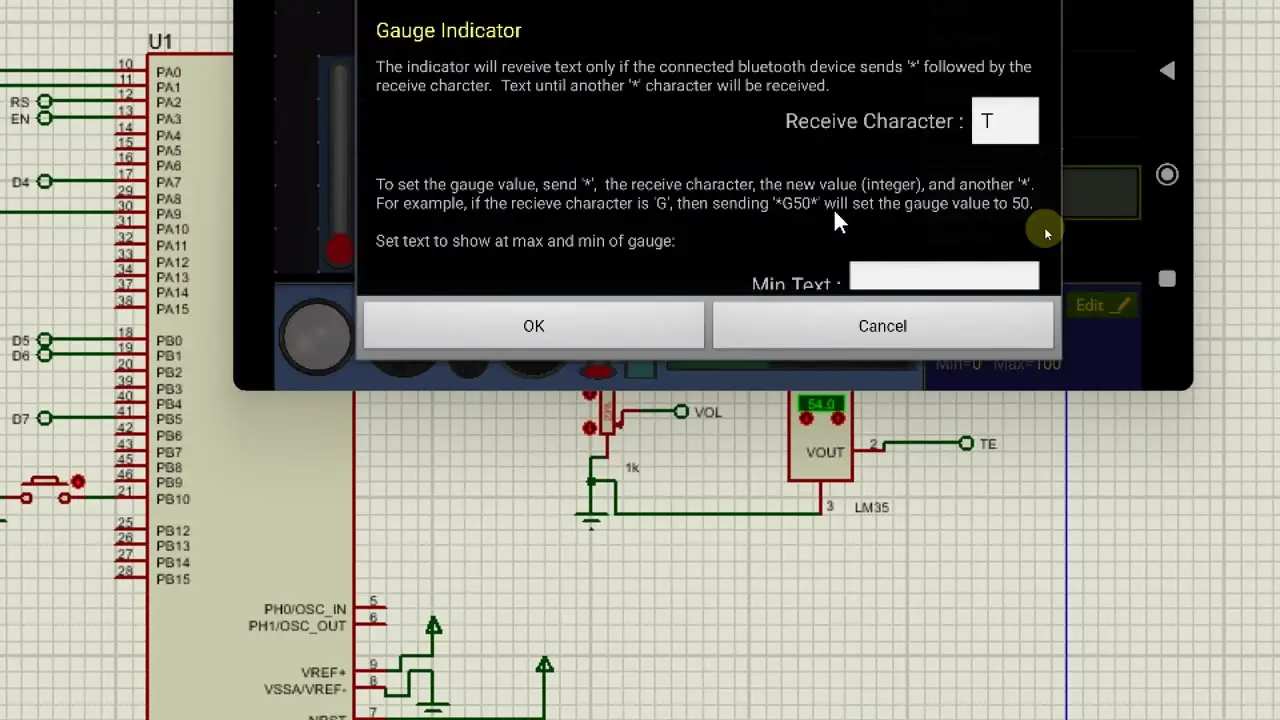 Gauge Indicator
The indicator will reveive text only if the connected bluetooth device sends '*' followed by the
receive charcter. Text until another '*' character will be received.
Receive Character :
T
To set the gauge value, send '*', the receive character, the new value (integer), and another '*'.
For example, if the recieve character is 'G', then sending '*G50*' will set the gauge value to 50.
Set text to show at max and min of gauge:
Min Text :
OK
Cancel
Edit
Min=0 Max=100
U1
10 PA0
11 PA1
RS 12 PA2
EN 13 PA3
14 PA4
15 PA5
16 PA6
D4 17 PA7
29 PA8
30 PA9
31 PA10
32 PA11
33 PA12
34 PA13
37 PA14
38 PA15
18 PB0
D5 19 PB1
D6 20 PB2
39 PB3
40 PB4
D7 41 PB5
42 PB6
43 PB7
45 PB8
46 PB9
21 PB10
25 PB12
26 PB13
27 PB14
28 PB15
PH0/OSC_IN 5
PH1/OSC_OUT 6
VREF+ 9
VSSA/VREF- 8
NRST 7
VOL
1k
54.0
VOUT 2
TE
3
LM35